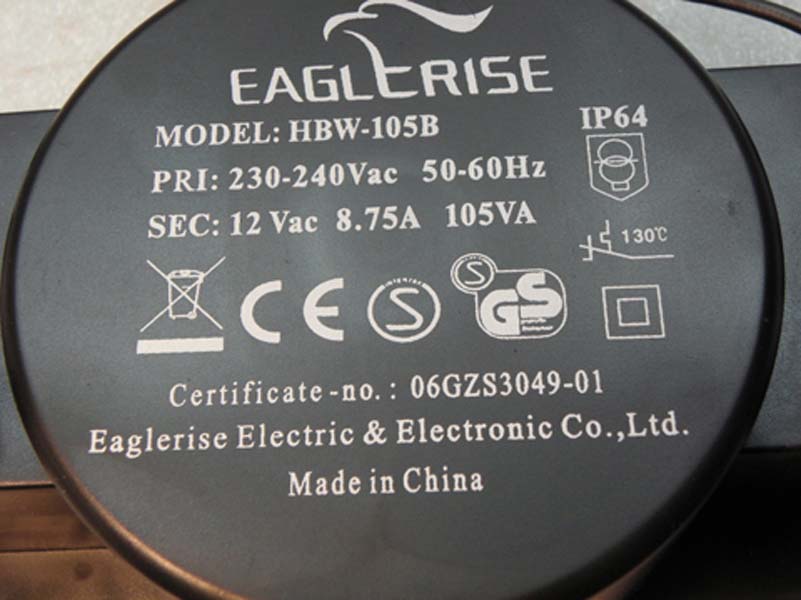 EAGLERISE
MODEL: HBW-105B
IP64
PRI: 230-240Vac 50-60Hz
SEC: 12 Vac 8.75A 105VA
130℃
CE S S GS
Certificate-no.: 06GZS3049-01
Eaglerise Electric & Electronic Co.,Ltd.
Made in China